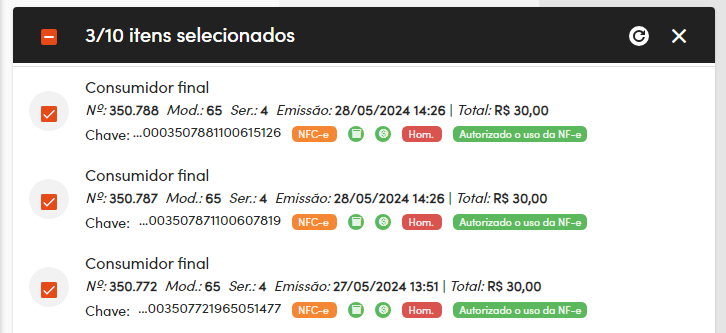 3/10 itens selecionados
Consumidor final
Nº: 350.788 Mod.: 65 Ser.: 4 Emissão: 28/05/2024 14:26 | Total: R$ 30,00
Chave: ...0003507881100615126 NFC-e Hom. Autorizado o uso da NF-e
Consumidor final
Nº: 350.787 Mod.: 65 Ser.: 4 Emissão: 28/05/2024 14:26 | Total: R$ 30,00
Chave: ...003507871100607819 NFC-e Hom. Autorizado o uso da NF-e
Consumidor final
Nº: 350.772 Mod.: 65 Ser.: 4 Emissão: 27/05/2024 13:51 | Total: R$ 30,00
Chave: ...003507721965051477 NFC-e Hom. Autorizado o uso da NF-e